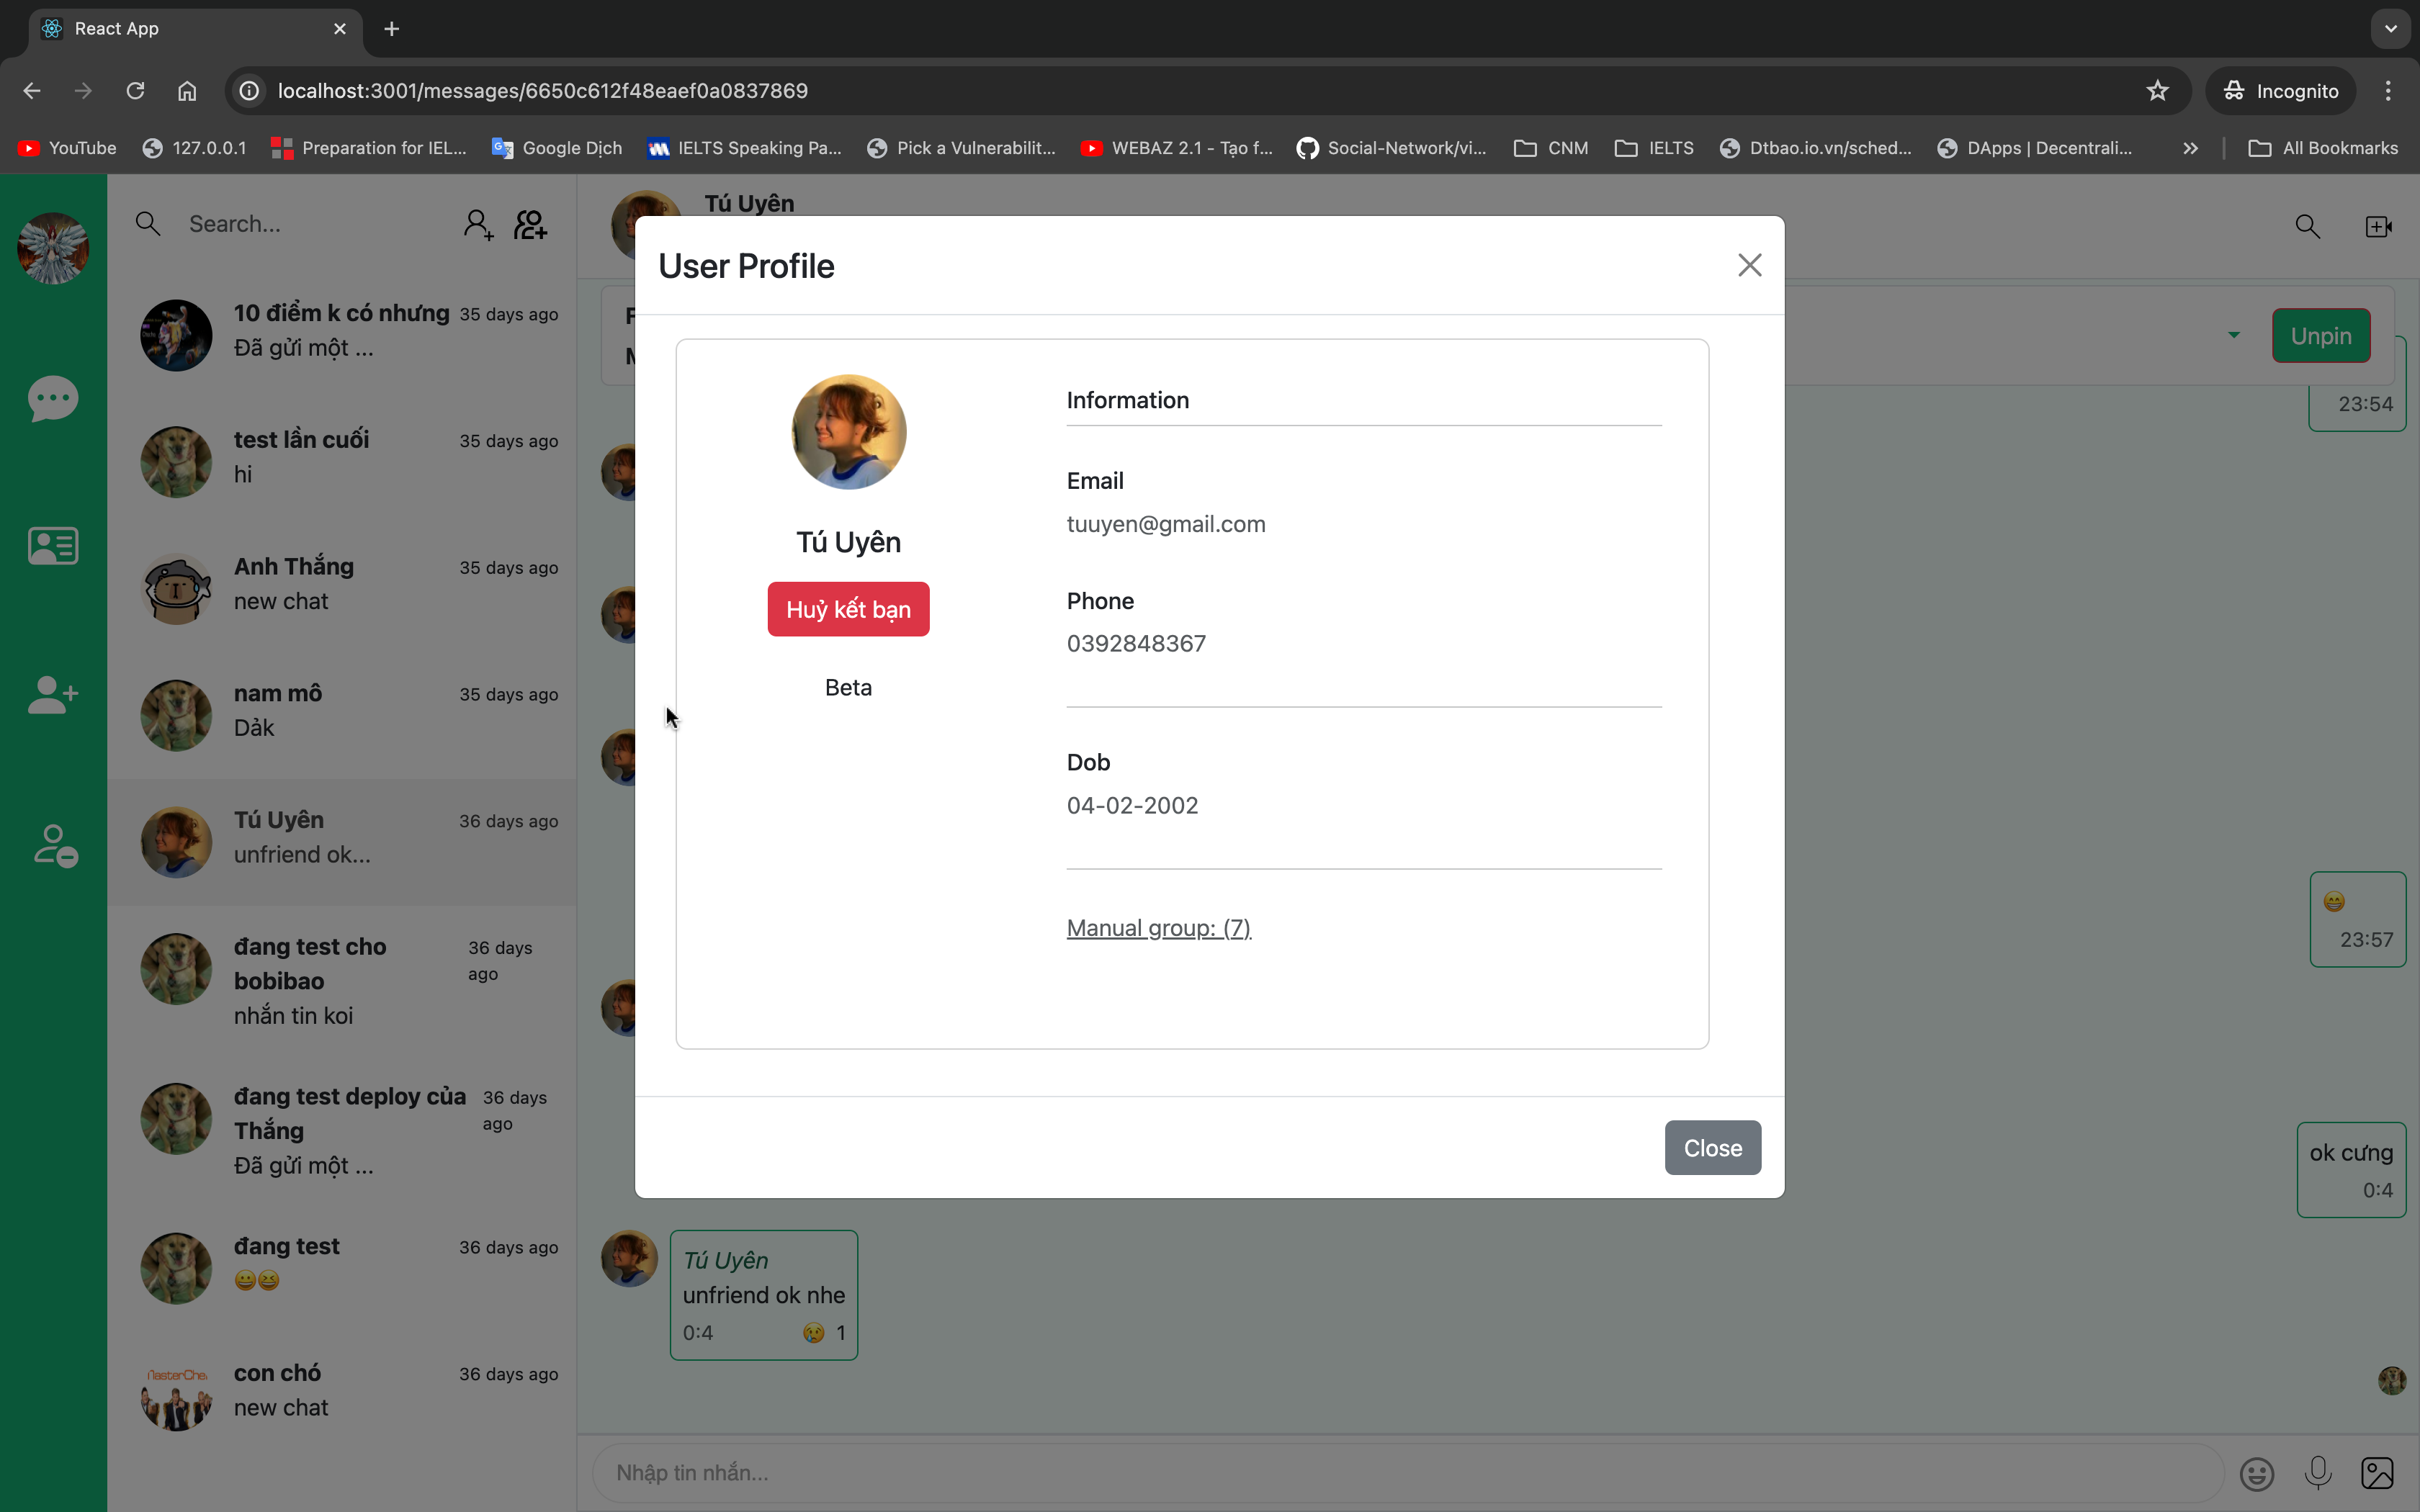 React App
localhost:3001/messages/6650c612f48eaef0a0837869
Incognito
YouTube
127.0.0.1
Preparation for IEL...
Google Dịch
IELTS Speaking Pa...
Pick a Vulnerabilit...
WEBAZ 2.1 - Tạo f...
Social-Network/vi...
CNM
IELTS
Dtbao.io.vn/sched...
DApps | Decentrali...
All Bookmarks
Search...
10 điểm k có nhưng 35 days ago
Đã gửi một ...
test lần cuối 35 days ago
hi
Anh Thắng 35 days ago
new chat
nam mô 35 days ago
Dảk
Tú Uyên 36 days ago
unfriend ok...
đang test cho 36 days
bobibao ago
nhắn tin koi
đang test deploy của 36 days
Thắng ago
Đã gửi một ...
đang test 36 days ago
😀😆
MasterChe
con chó 36 days ago
new chat
Tú Uyên
Unpin
23:54
User Profile
Tú Uyên
Huỷ kết bạn
Beta
Information
Email
tuuyen@gmail.com
Phone
0392848367
Dob
04-02-2002
Manual group: (7)
Close
😁
23:57
ok cưng
0:4
Tú Uyên
unfriend ok nhe
0:4 😢 1
Nhập tin nhắn...